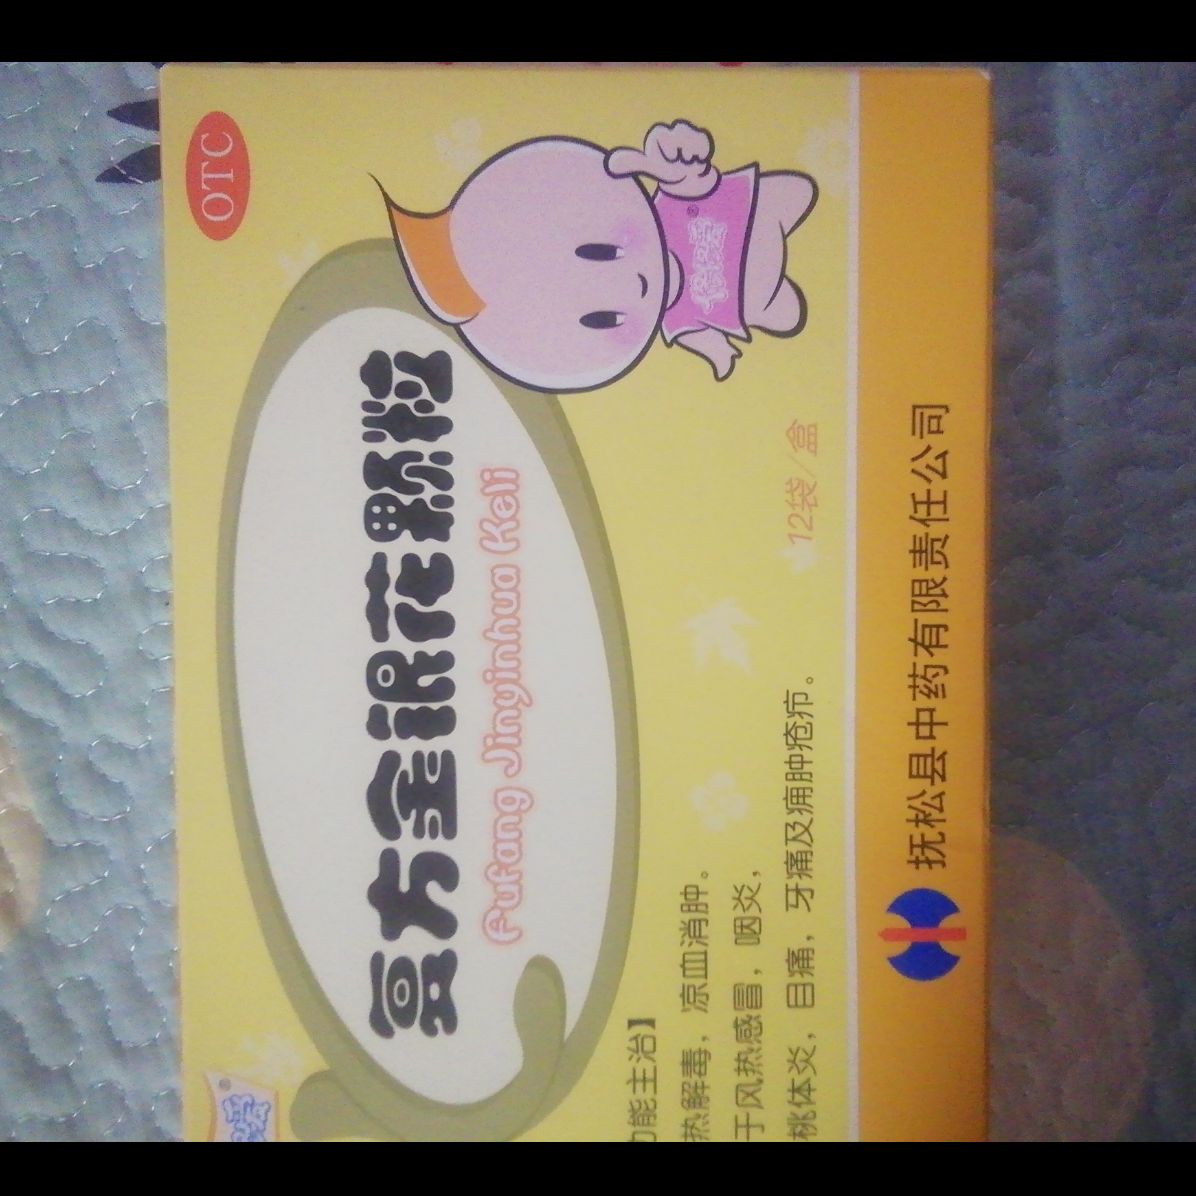 OTC
复方金银花颗粒
Fufang Jinyinhua Keli
能主治】
热解毒，凉血消肿。
于风热感冒，咽炎，
桃体炎，目痛，牙痛及痈肿疮疖。
12袋/盒
抚松县中药有限责任公司